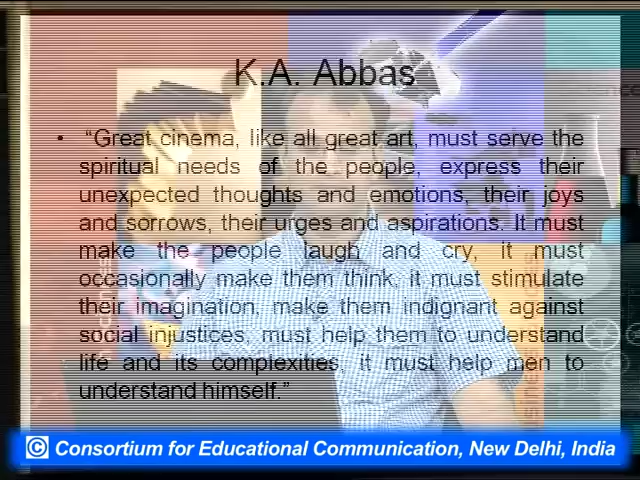 K.A. Abbas
• “Great cinema, like all great art, must serve the
spiritual needs of the people, express their
unexpected thoughts and emotions, their joys
and sorrows, their urges and aspirations. It must
make the people laugh and cry, it must
occasionally make them think, it must stimulate
their imagination, make them indignant against
social injustices, must help them to understand
life and its complexities, it must help men to
understand himself.”
© Consortium for Educational Communication, New Delhi, India